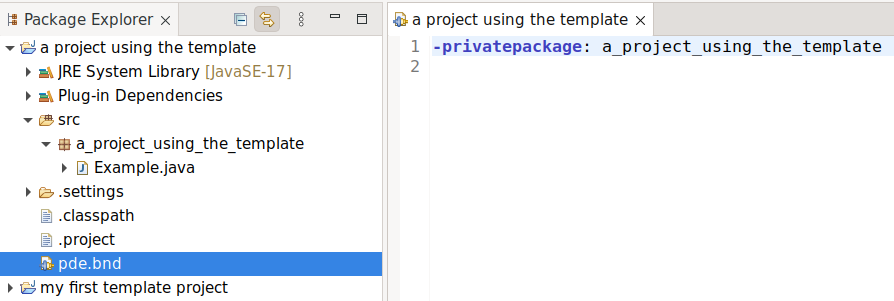 Package Explorer
a project using the template
JRE System Library [JavaSE-17]
Plug-in Dependencies
src
a_project_using_the_template
Example.java
.settings
.classpath
.project
pde.bnd
my first template project
a project using the template
1 -privatepackage: a_project_using_the_template
2